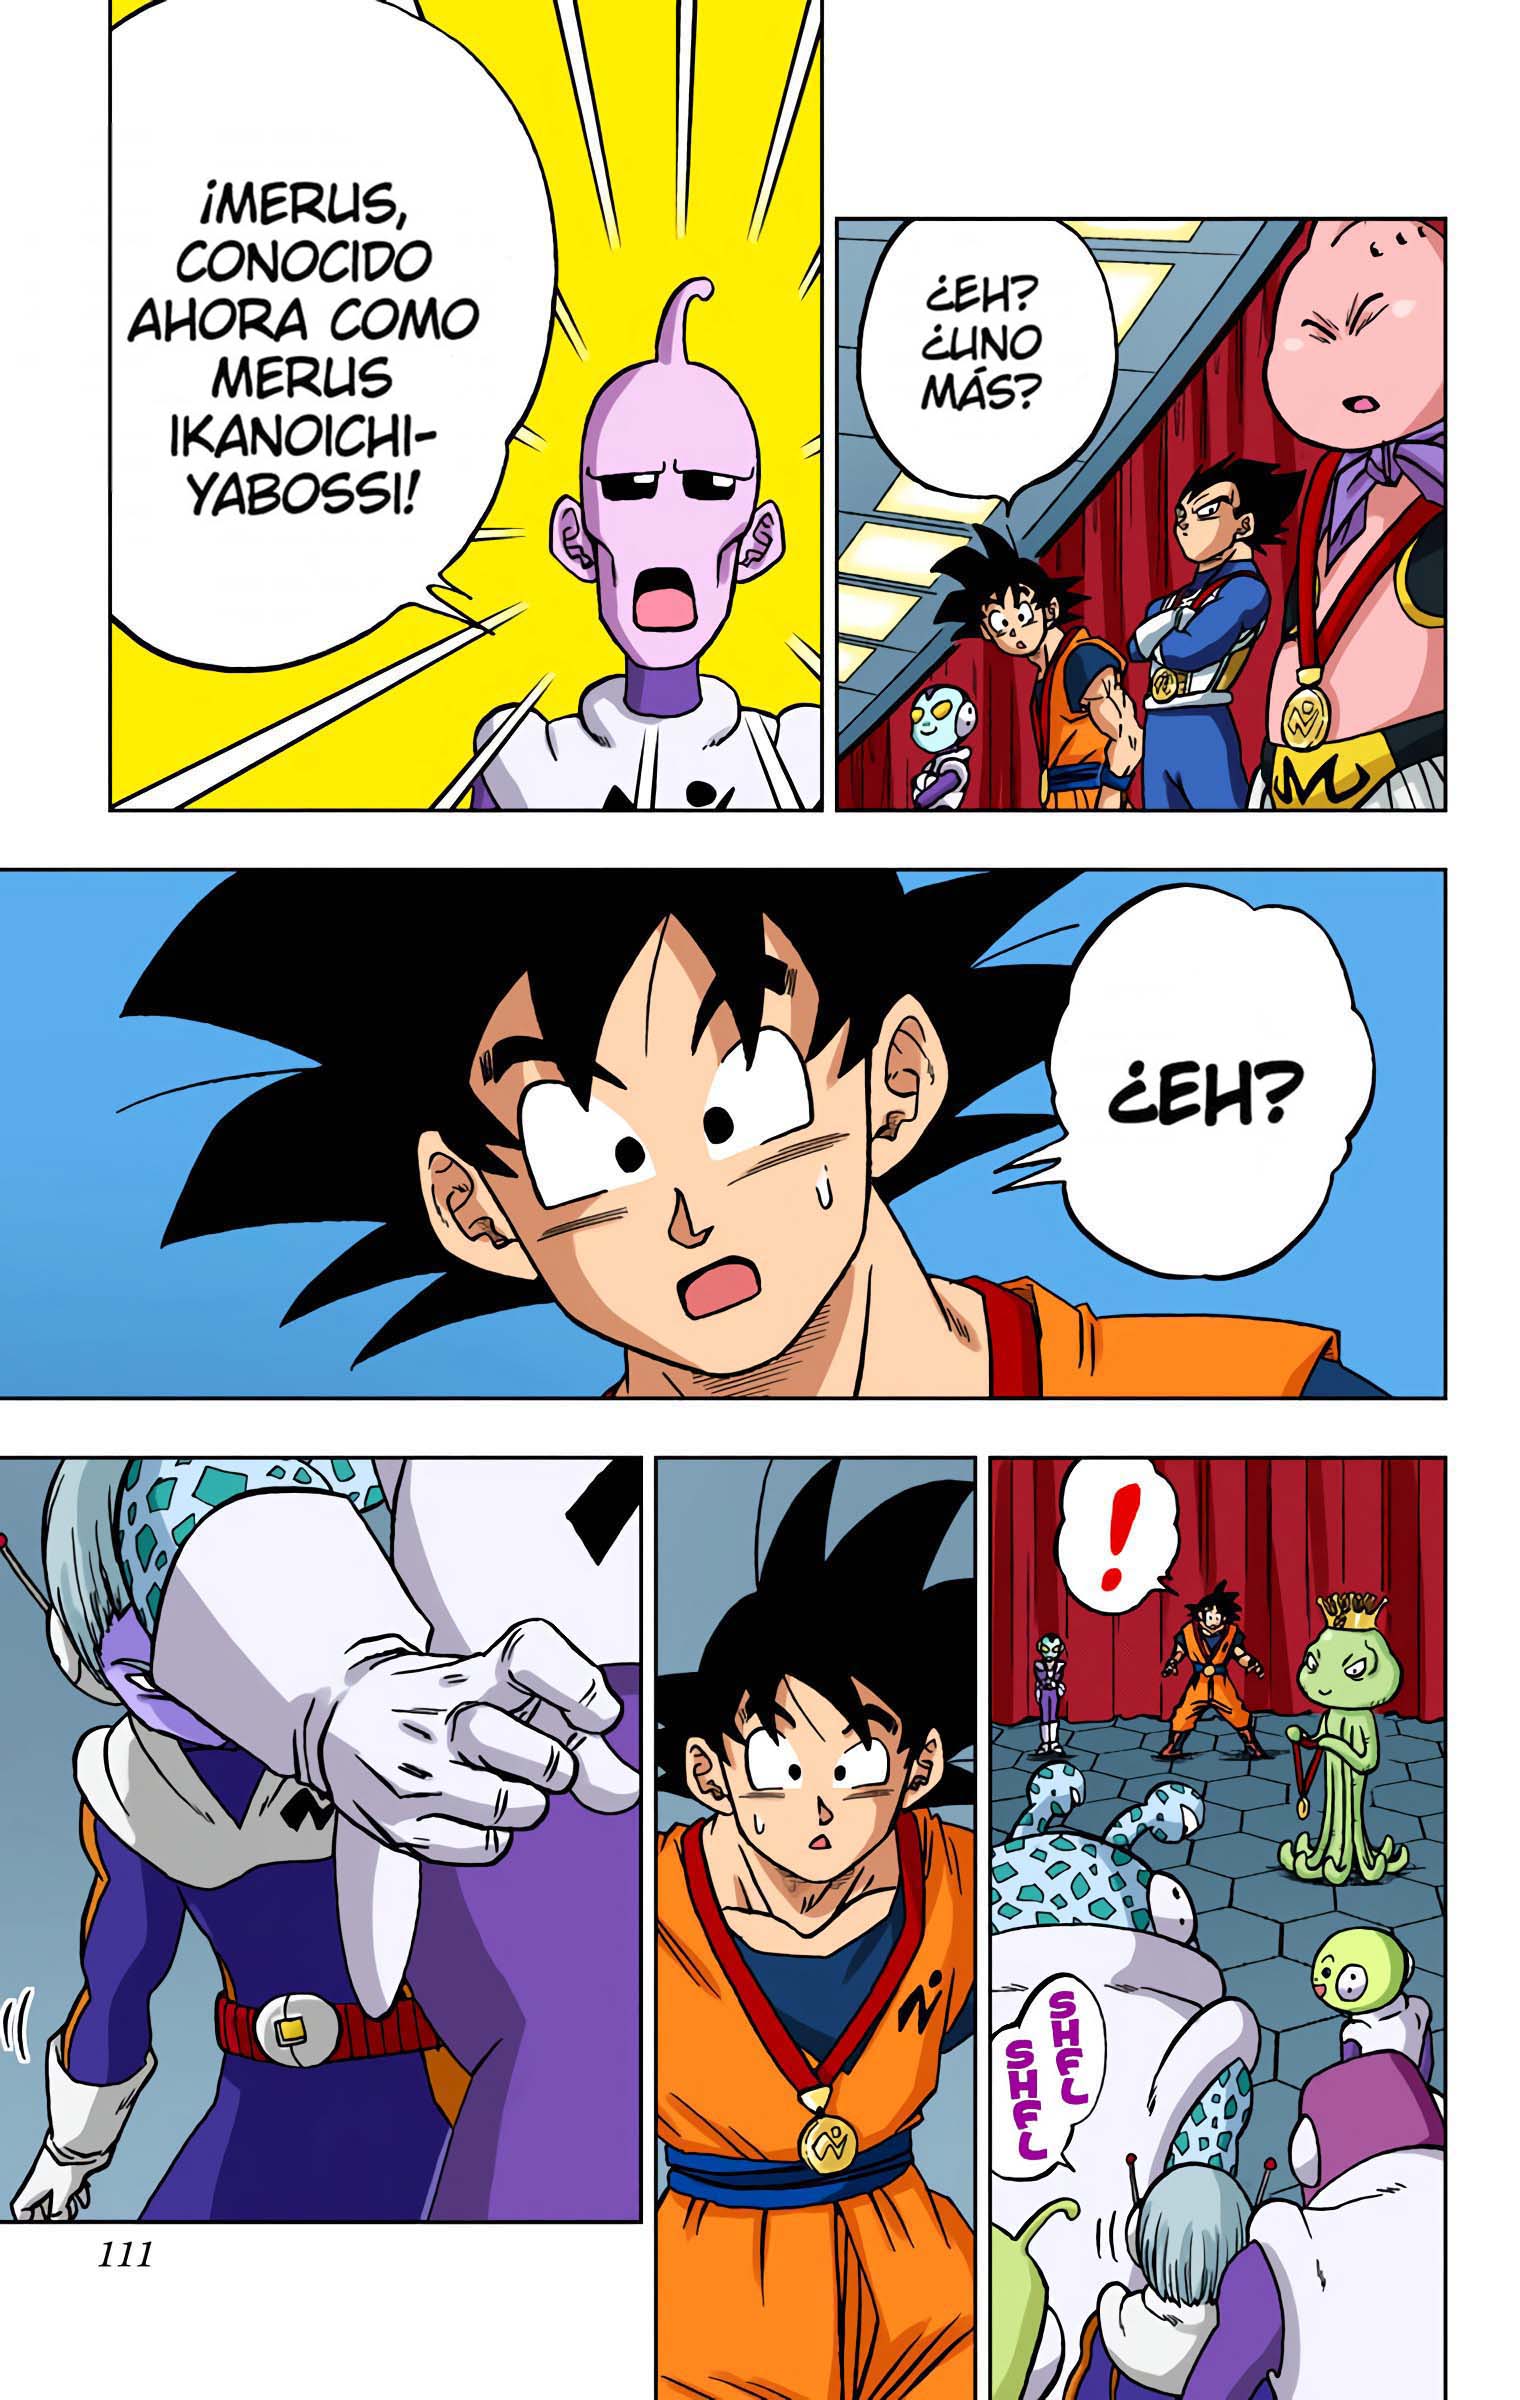 ¿EH?
¿UNO
MÁS?
¡MERUS,
CONOCIDO
AHORA COMO
MERUS
IKANOICHI-
YABOSSI!
¿EH?
!
SHFL
SHFL
111